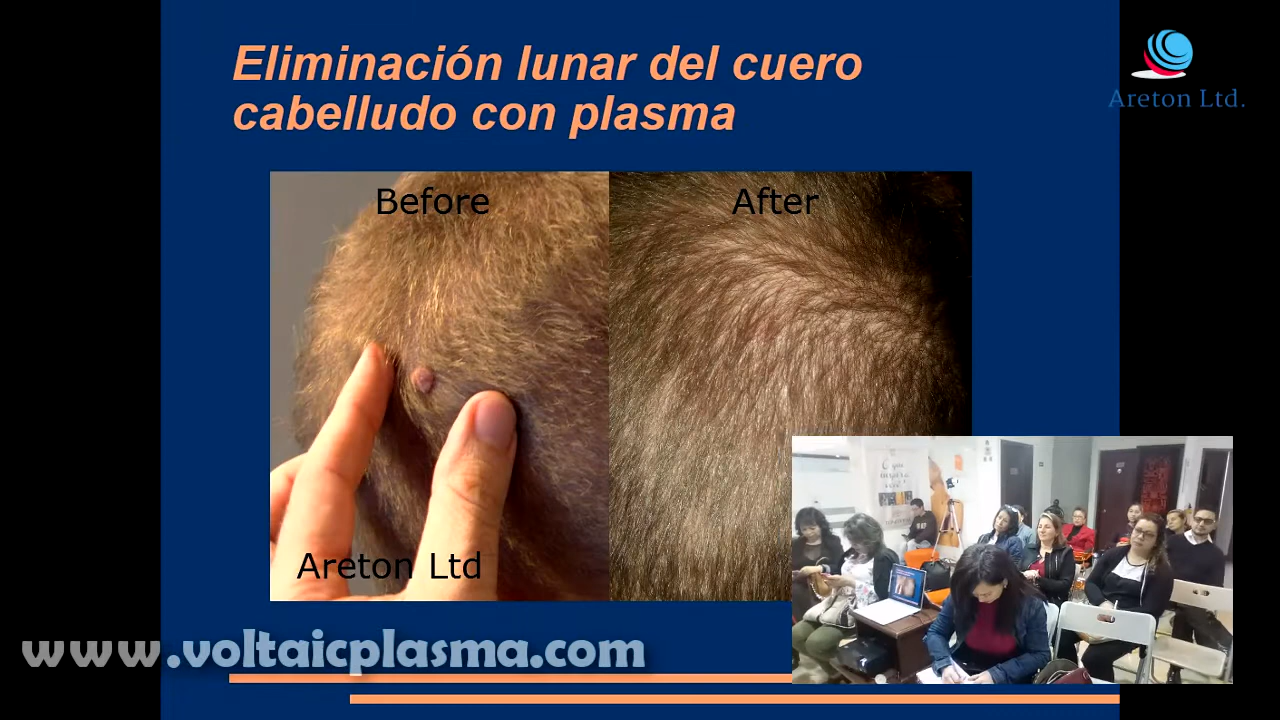 Eliminación lunar del cuero
cabelludo con plasma
Areton Ltd.
Before
After
Areton Ltd
www.voltaicplasma.com